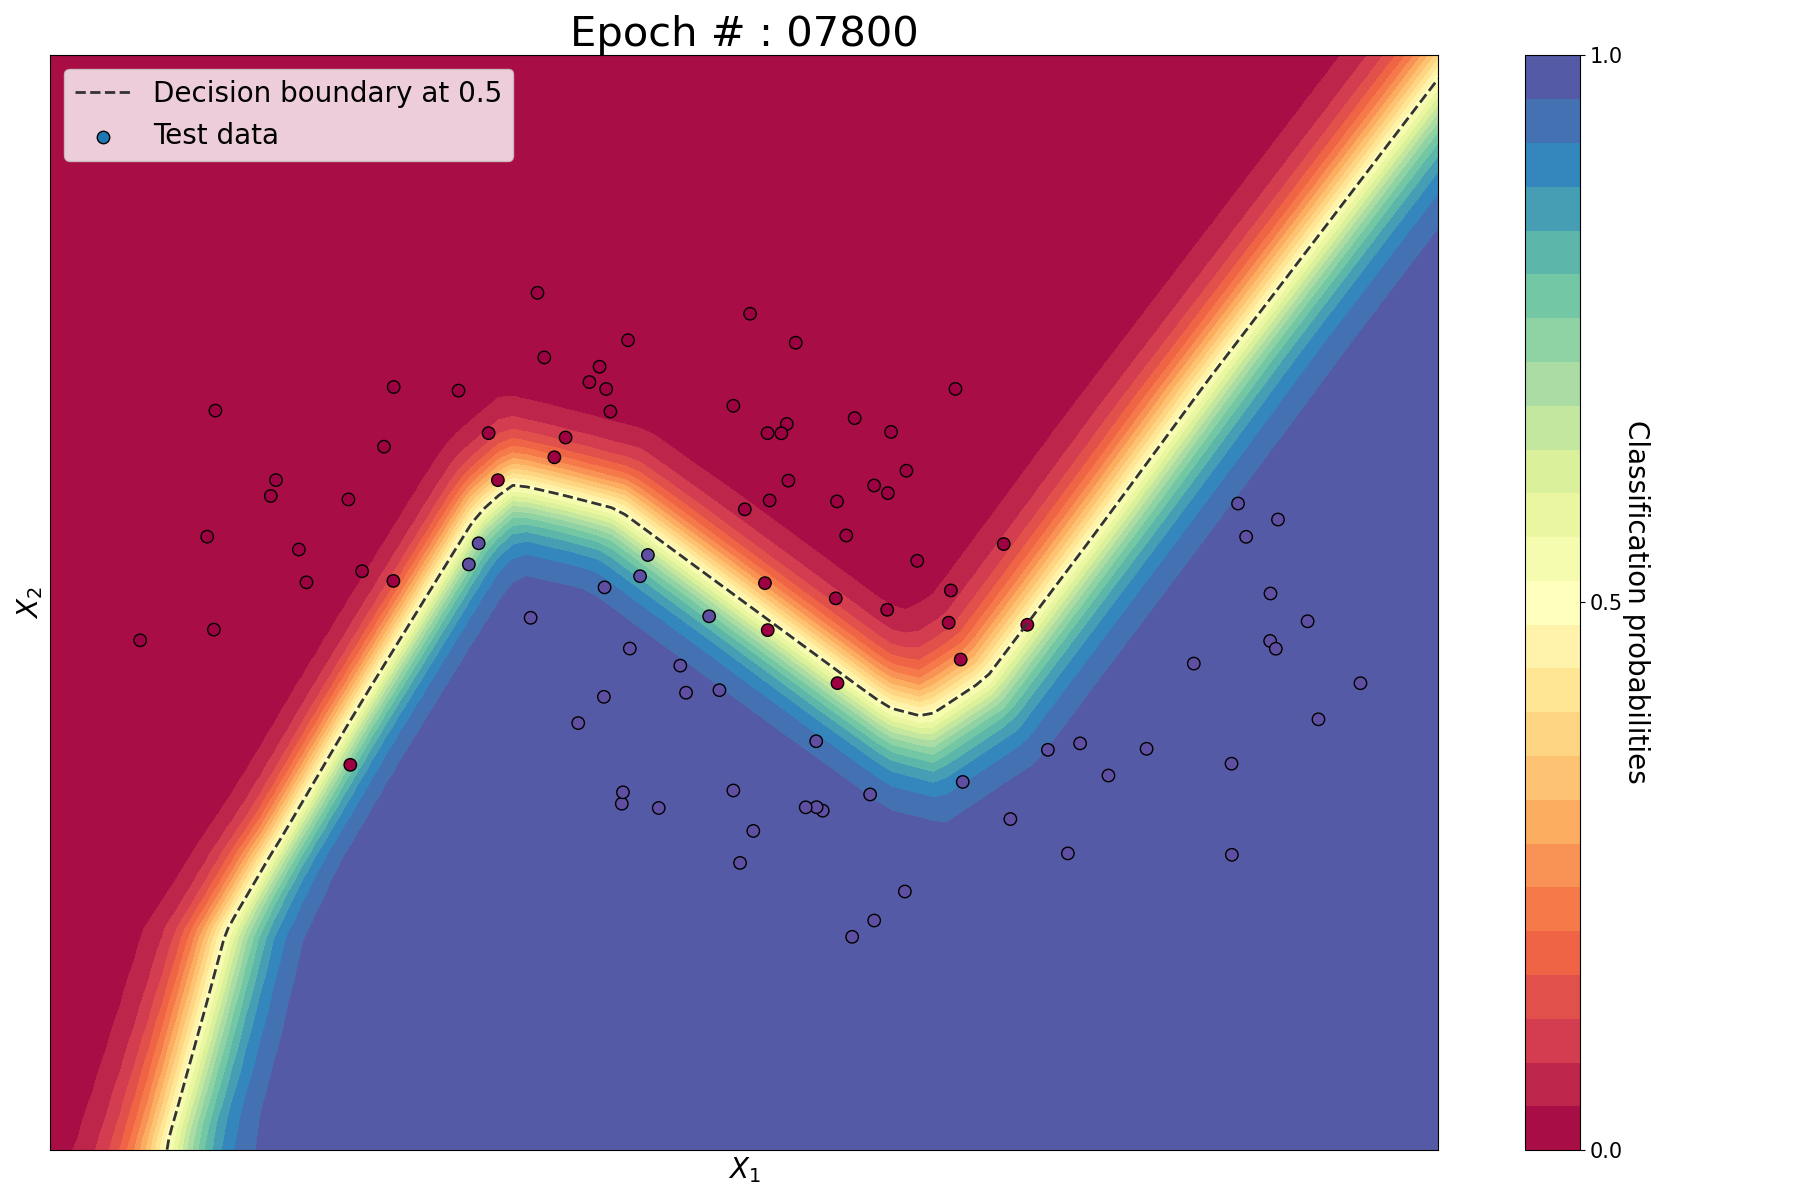 Epoch # : 07800
Decision boundary at 0.5
Test data
X₂
X₁
1.0
0.5
0.0
Classification probabilities